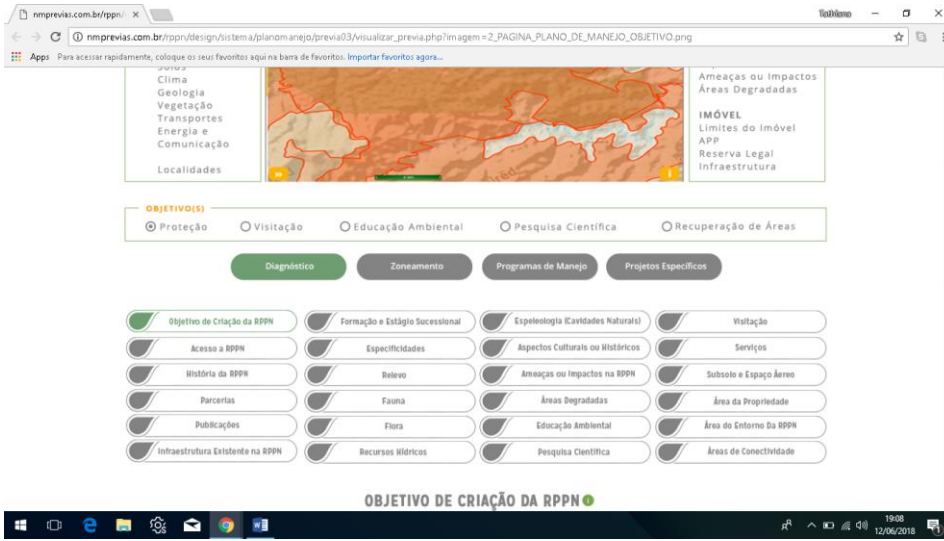 nmprevias.com.br/rppn/
Tathiana
nmprevias.com.br/rppn/design/sistema/planomanejo/previa03/visualizar_previa.php?imagem=2_PAGINA_PLANO_DE_MANEJO_OBJETIVO.png
Apps Para acessar rapidamente, coloque os seus favoritos aqui na barra de favoritos. Importar favoritos agora...
Solos
Clima
Geologia
Vegetação
Transportes
Energia e
Comunicação
Localidades
Ameaças ou Impactos
Áreas Degradadas
IMÓVEL
Limites do Imóvel
APP
Reserva Legal
Infraestrutura
OBJETIVO(S)
Proteção Visitação Educação Ambiental Pesquisa Científica Recuperação de Áreas
Diagnóstico Zoneamento Programas de Manejo Projetos Específicos
Objetivo de Criação da RPPN Formação e Estágio Sucessional Espeleologia (Cavidades Naturais) Visitação
Acesso a RPPN Especificidades Aspectos Culturais ou Históricos Serviços
História da RPPN Relevo Ameaças ou Impactos na RPPN Subsolo e Espaço Áereo
Parcerias Fauna Áreas Degradadas Área da Propriedade
Publicações Flora Educação Ambiental Área do Entorno Da RPPN
Infraestrutura Existente na RPPN Recursos Hídricos Pesquisa Científica Áreas de Conectividade
OBJETIVO DE CRIAÇÃO DA RPPN
19:08
12/06/2018